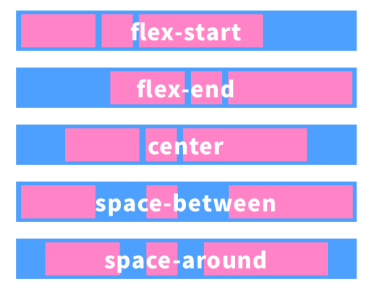 flex-start
flex-end
center
space-between
space-around